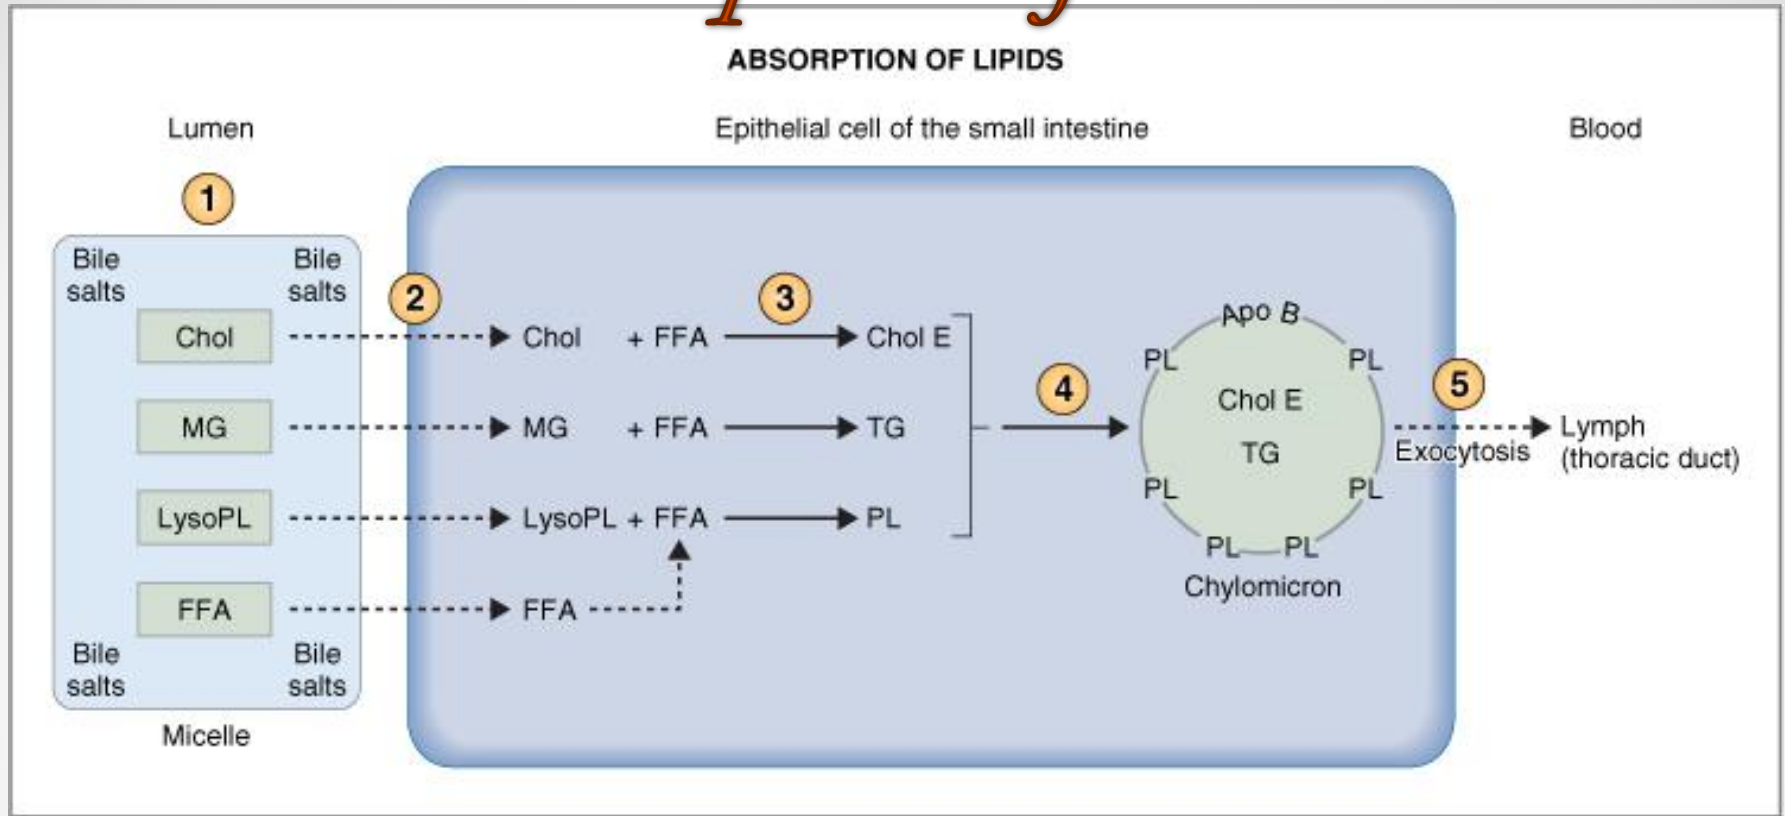 ABSORPTION OF LIPIDS
Lumen
Epithelial cell of the small intestine
Blood
1
Bile salts
Bile salts
2
3
Chol
Chol + FFA
Chol E
MG
MG + FFA
TG
LysoPL
LysoPL + FFA
PL
FFA
FFA
Bile salts
Bile salts
Micelle
4
Apo B
PL
PL
Chol E
TG
PL
PL
PL
PL
Chylomicron
5
Exocytosis
Lymph
(thoracic duct)